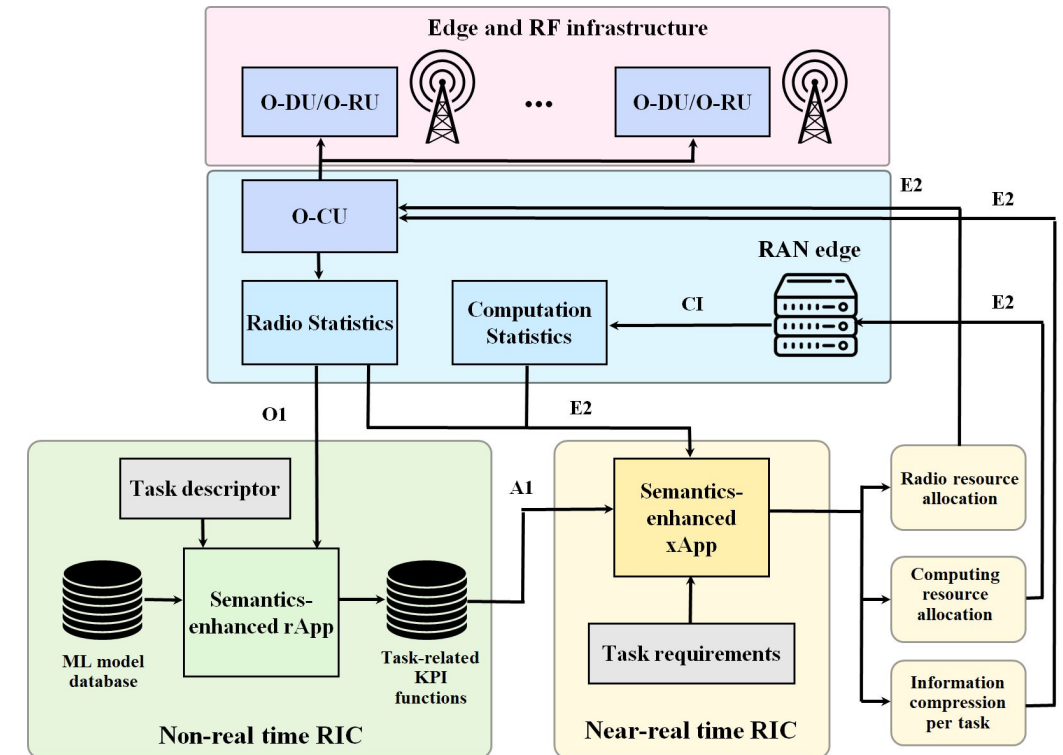 Edge and RF infrastructure
O-DU/O-RU
...
O-DU/O-RU
E2
O-CU
E2
RAN edge
Radio Statistics
Computation
Statistics
CI
E2
O1
E2
Task descriptor
A1
Semantics-
enhanced
xApp
Radio resource
allocation
Semantics-
enhanced rApp
Computing
resource
allocation
ML model
database
Task-related
KPI
functions
Task requirements
Information
compression
per task
Non-real time RIC
Near-real time RIC